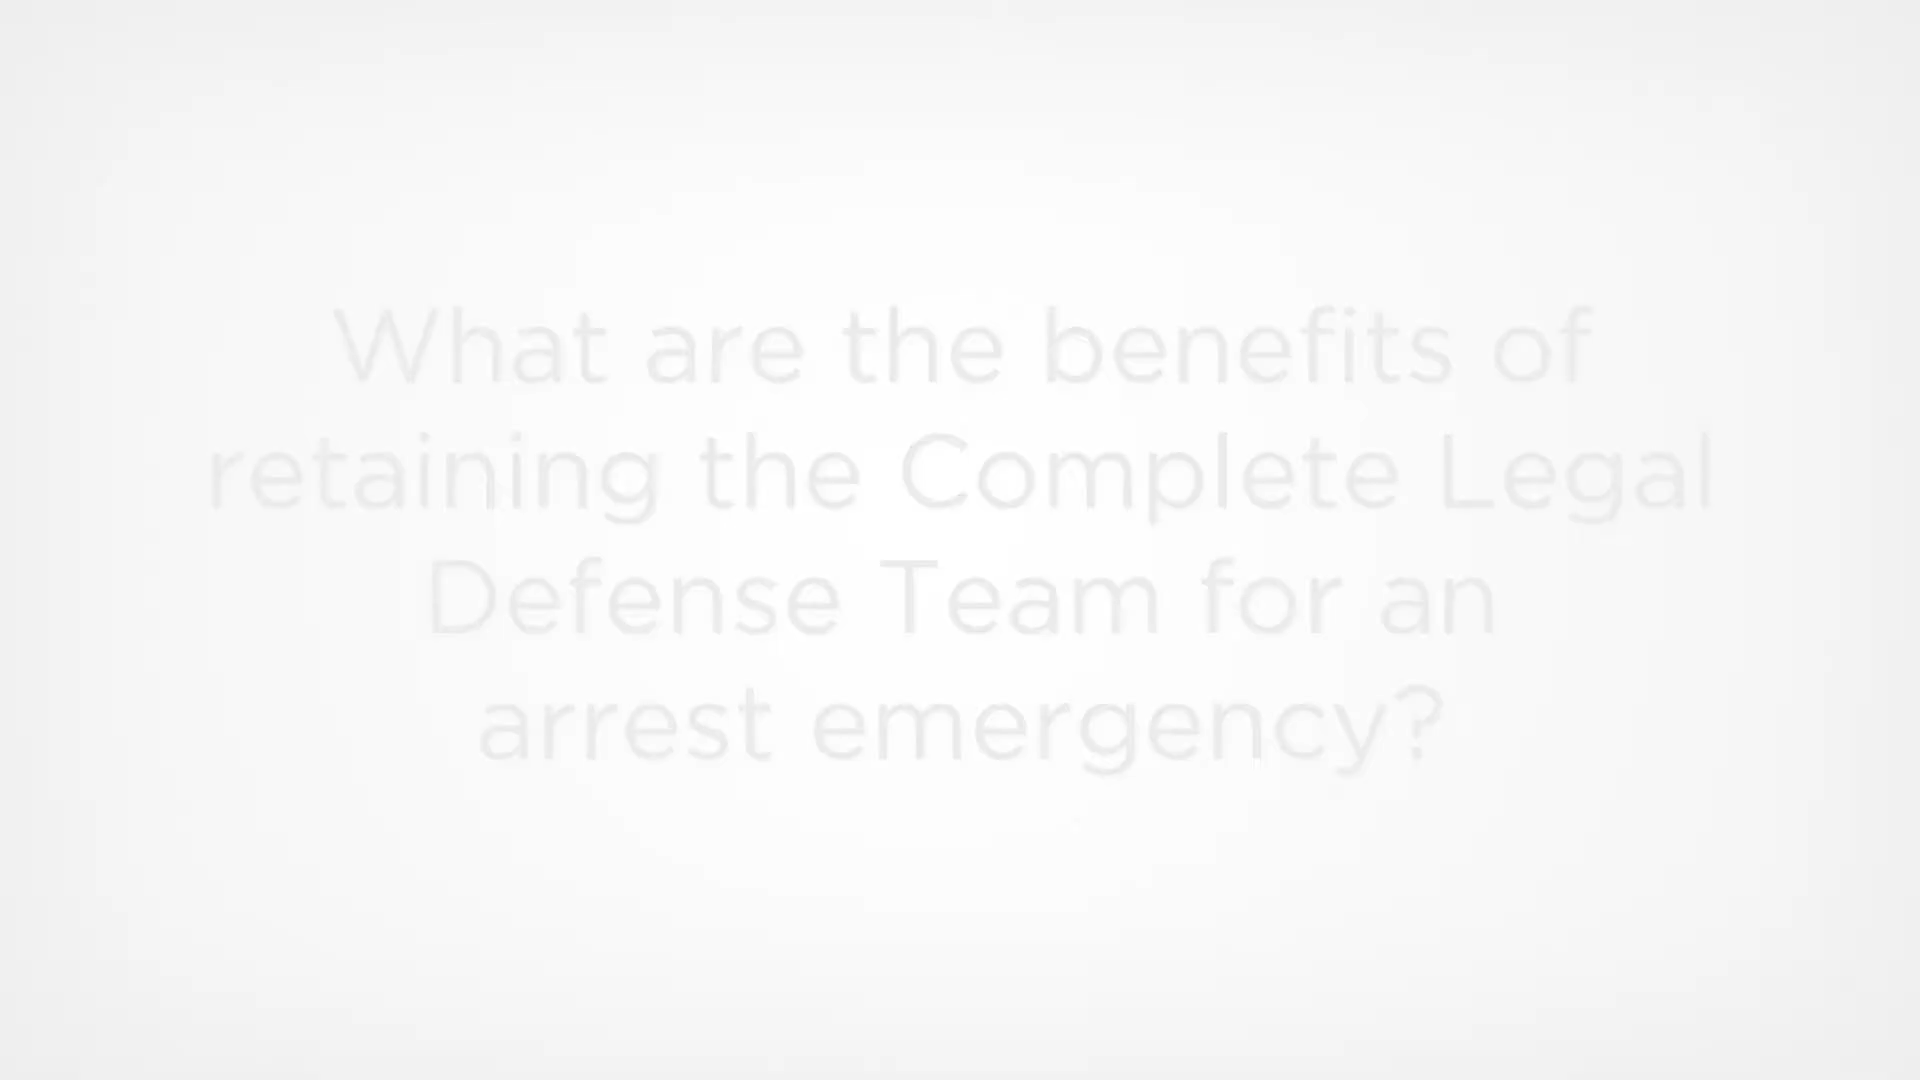 What are the benefits of
retaining the Complete Legal
Defense Team for an
arrest emergency?